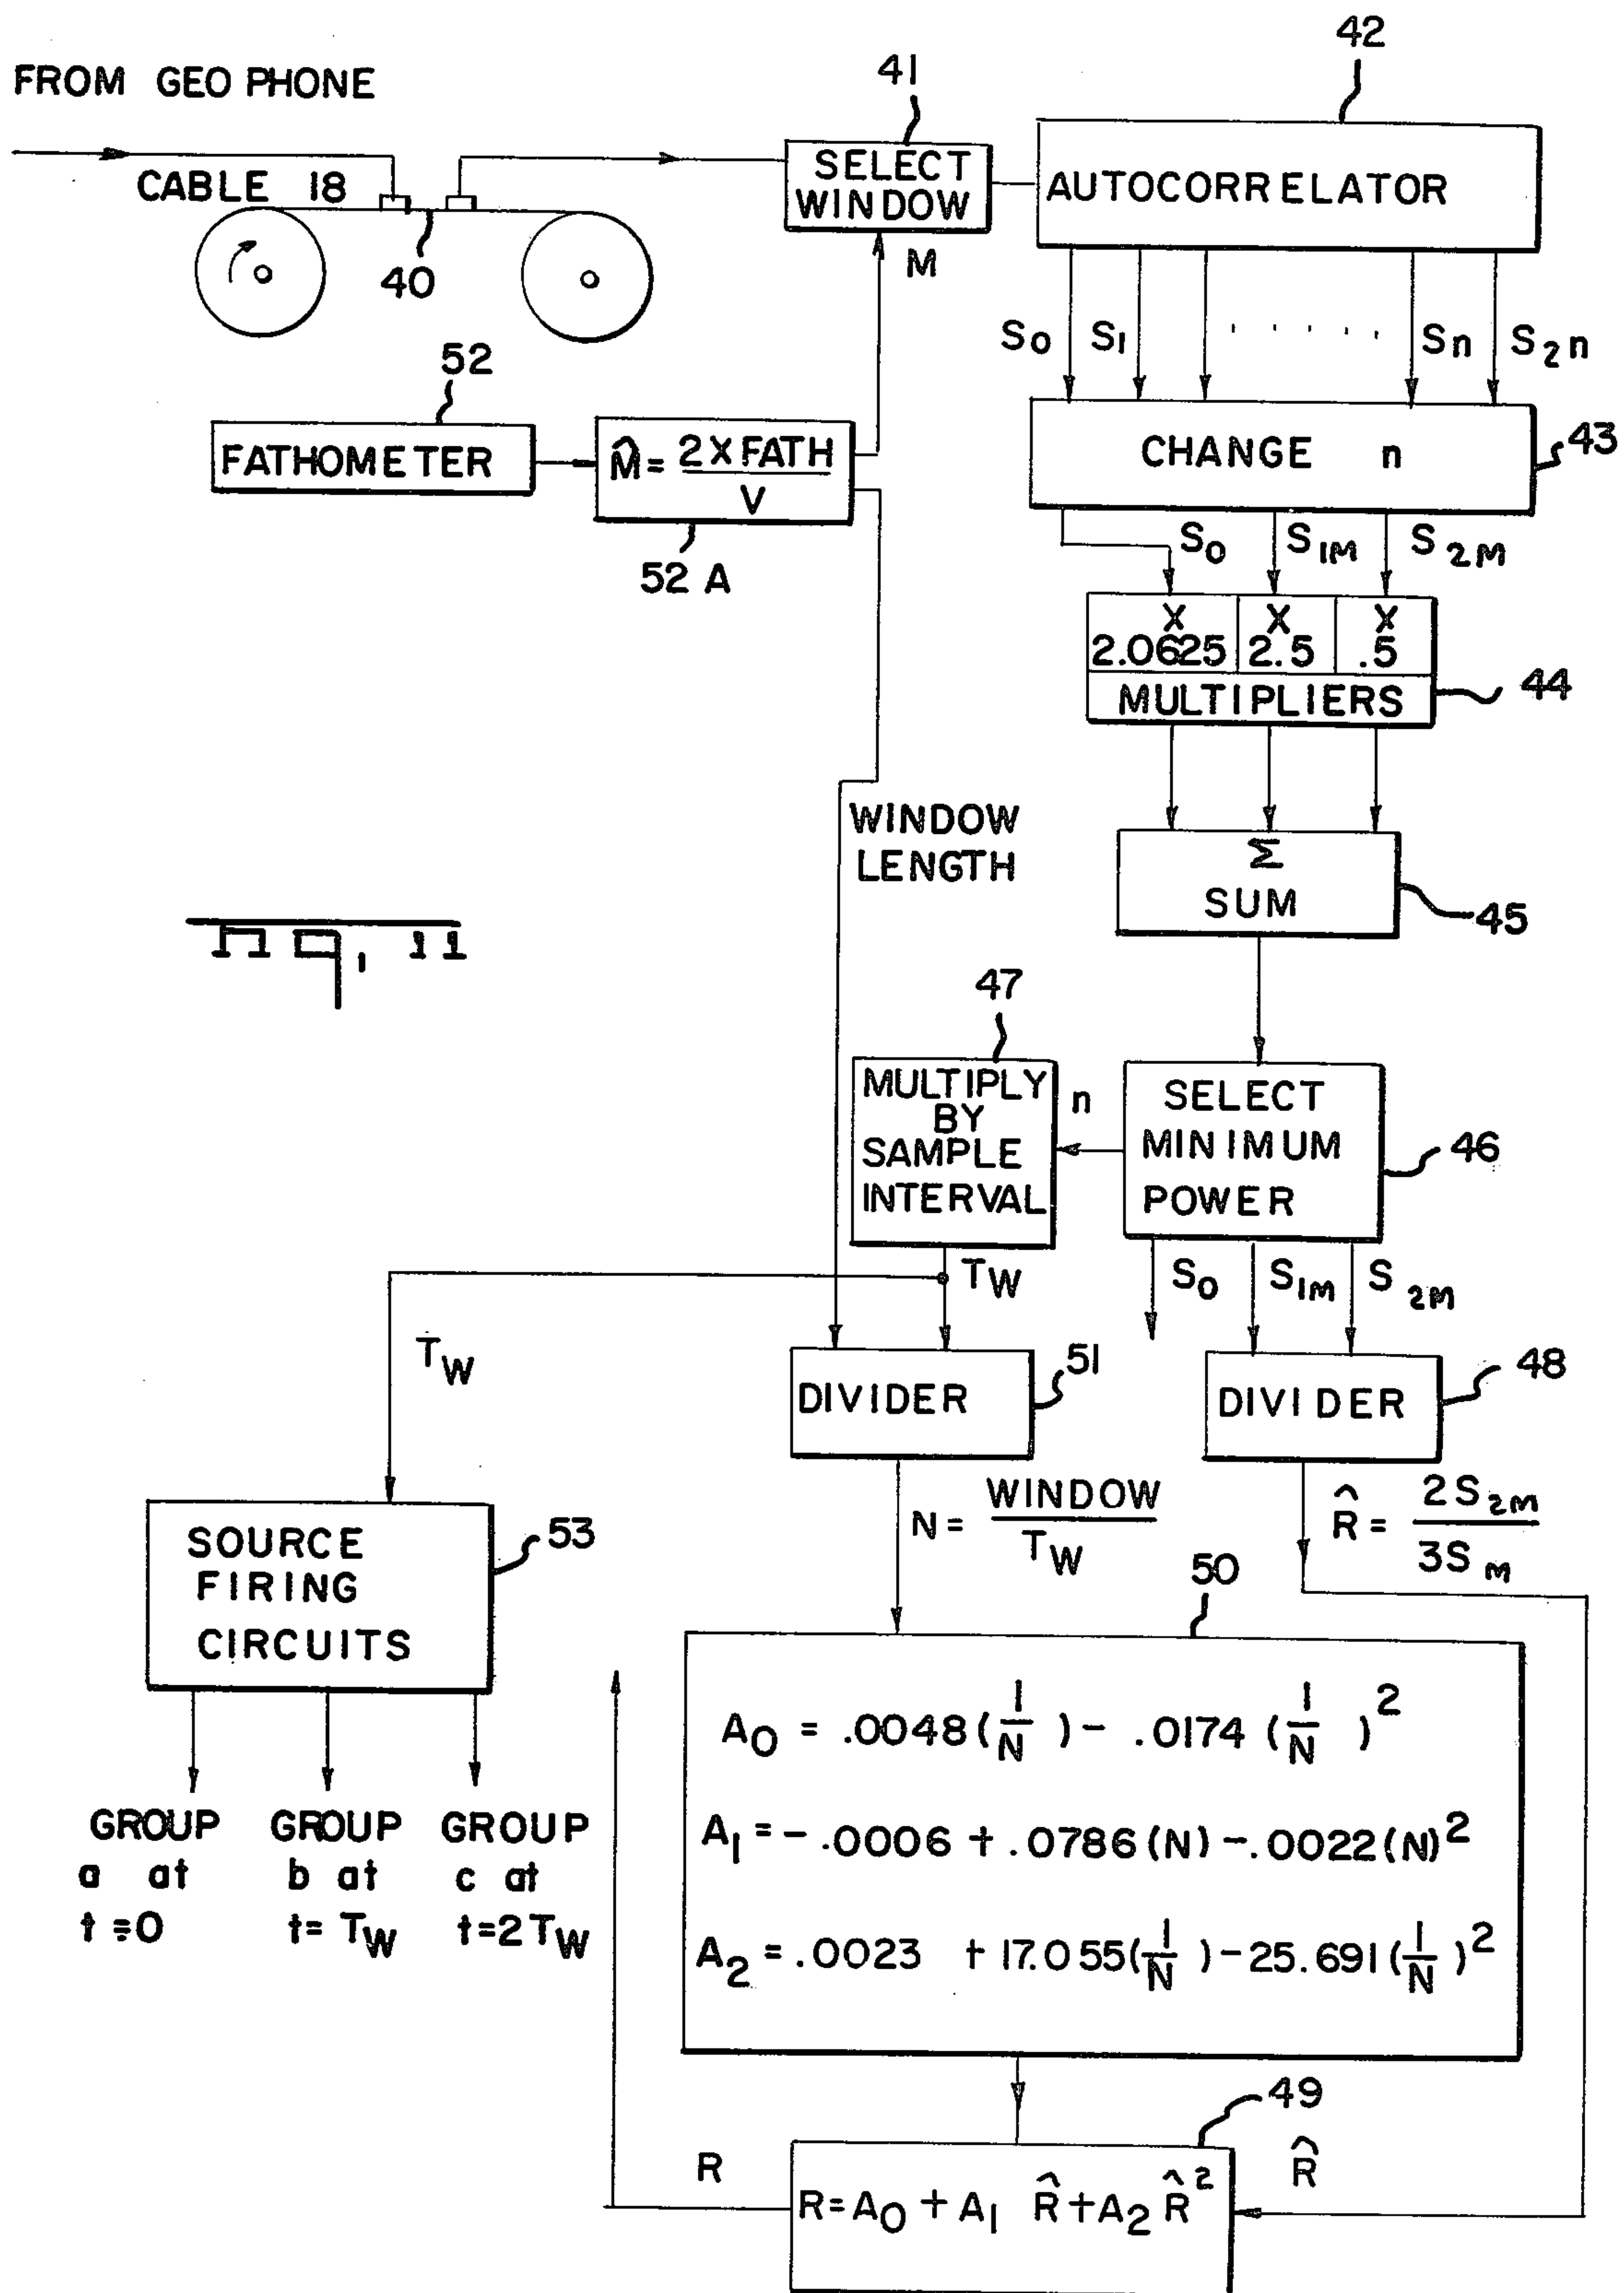 FROM GEO PHONE
CABLE 18
40
41
SELECT
WINDOW
M
42
AUTOCORRELATOR
S0 S1 ' ' ' ' ' Sn S2n
52
FATHOMETER
M̂ = 2 X FATH / V
52 A
CHANGE n
43
S0 S1M S2M
X X X
2.0625 2.5 .5
MULTIPLIERS
44
WINDOW
LENGTH
Σ
SUM
45
47
MULTIPLY
BY
SAMPLE
INTERVAL
n
SELECT
MINIMUM
POWER
46
TW
S0 S1M S2M
TW
DIVIDER
51
DIVIDER
48
N = WINDOW / TW
R̂ = 2S2M / 3SM
SOURCE
FIRING
CIRCUITS
53
50
A0 = .0048(1/N) - .0174 (1/N)2
A1 = -.0006 + .0786(N) -.0022(N)2
A2 = .0023 + 17.055(1/N) - 25.691(1/N)2
GROUP GROUP GROUP
a at b at c at
t=0 t= TW t=2TW
49
R
R=A0 + A1 R̂ + A2 R̂2
R̂